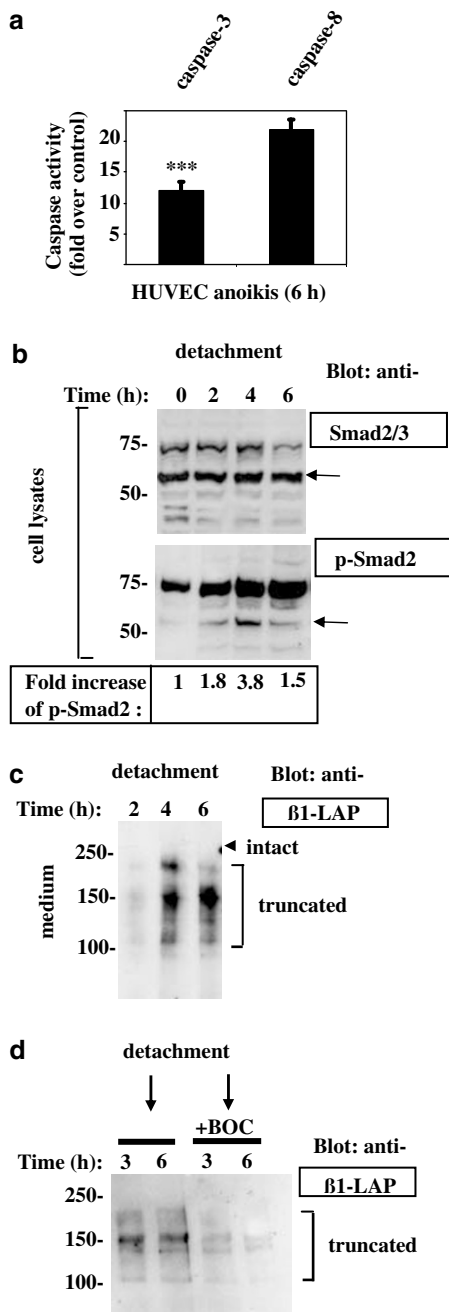 a
caspase-3
caspase-8
Caspase activity
(fold over control)
20
15
10
5
***
HUVEC anoikis (6 h)
b
detachment
Blot: anti-
Time (h): 0 2 4 6
Smad2/3
75-
50-
cell lysates
p-Smad2
75-
50-
Fold increase of p-Smad2 : 1 1.8 3.8 1.5
c
detachment
Blot: anti-
Time (h): 2 4 6
ß1-LAP
250-
intact
150-
truncated
100-
medium
d
detachment
+BOC
Time (h): 3 6 3 6
Blot: anti-
ß1-LAP
250-
150-
truncated
100-